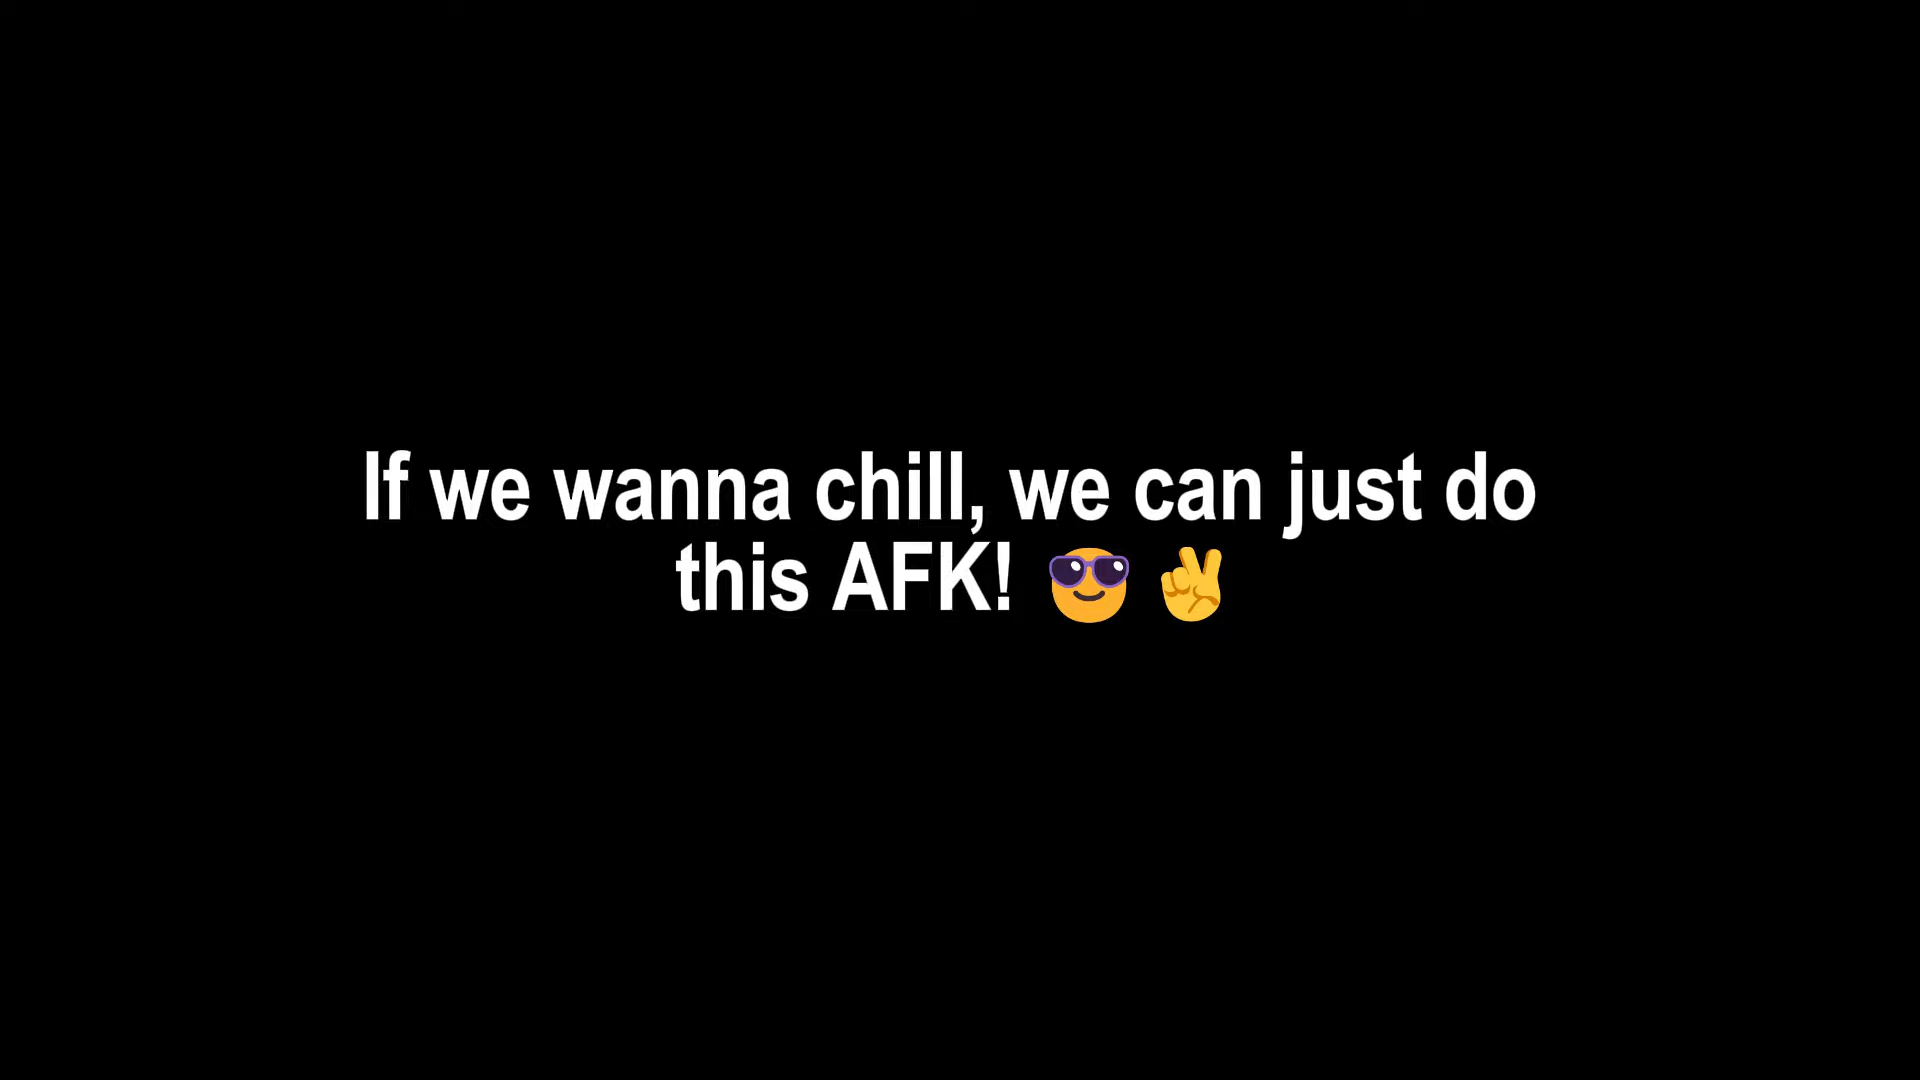 If we wanna chill, we can just do
this AFK! 😎 ✌️